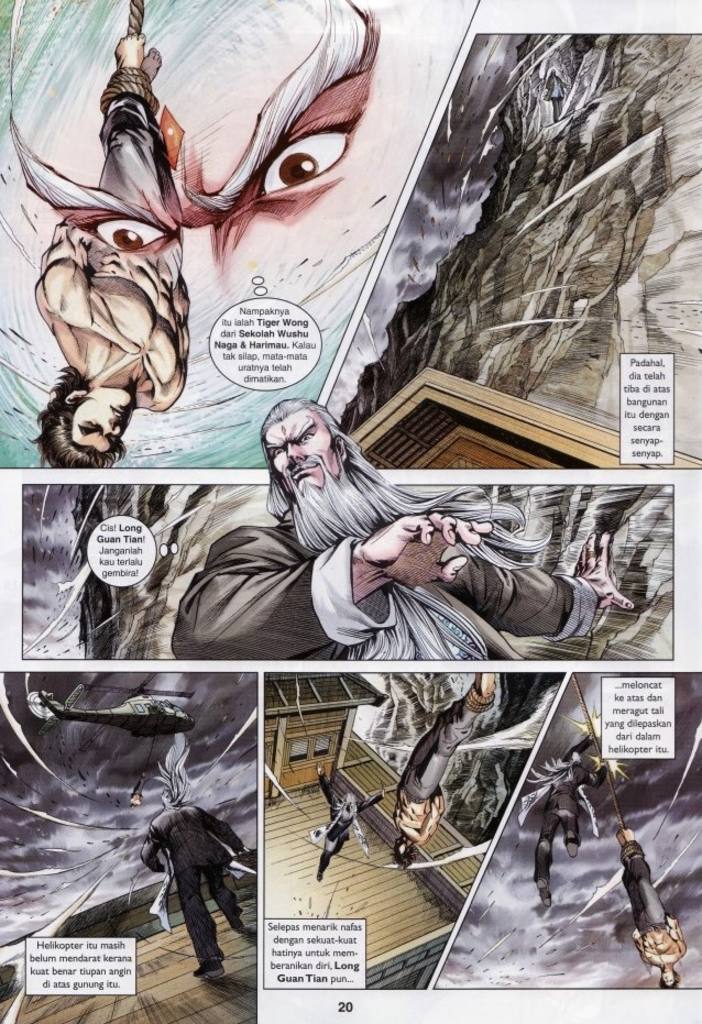 Nampaknya
itu ialah Tiger Wong
dari Sekolah Wushu
Naga & Harimau. Kalau
tak silap, mata-mata
uratnya telah
dimatikan.
Padahal,
dia telah
tiba di atas
bangunan
itu dengan
secara
senyap-
senyap.
Cis! Long
Guan Tian!
Janganlah
kau terlalu
gembira!
Helikopter itu masih
belum mendarat kerana
kuat benar tiupan angin
di atas gunung itu.
Selepas menarik nafas
dengan sekuat-kuat
hatinya untuk mem-
beranikan diri, Long
Guan Tian pun...
...meloncat
ke atas dan
meragut tali
yang dilepaskan
dari dalam
helikopter itu.
20